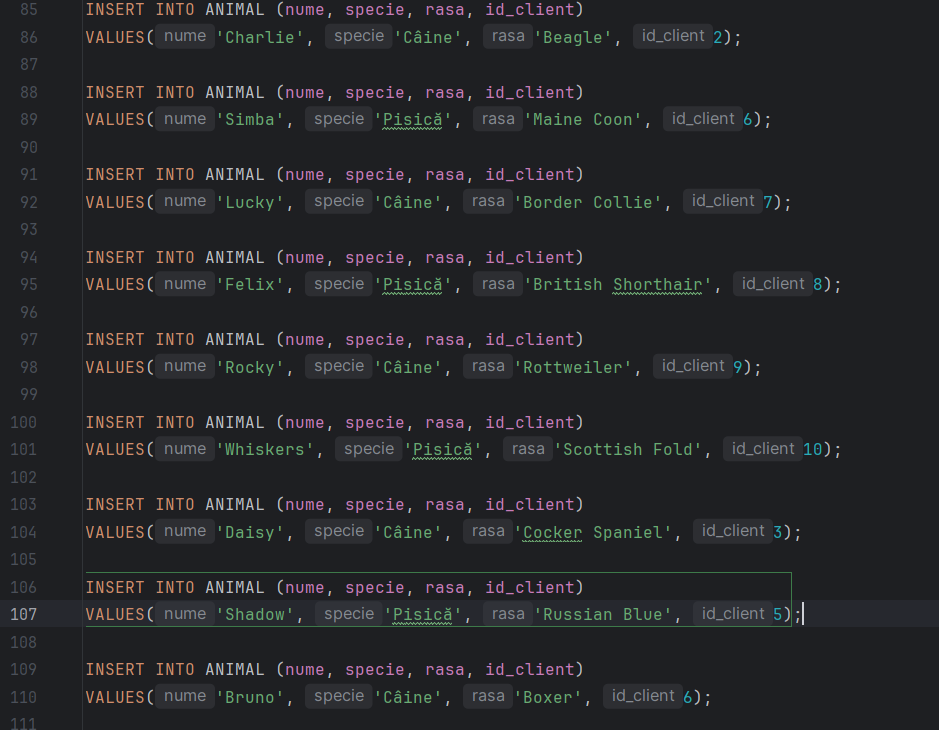 85 INSERT INTO ANIMAL (nume, specie, rasa, id_client)
86 VALUES( nume 'Charlie', specie 'Câine', rasa 'Beagle', id_client 2);
87
88 INSERT INTO ANIMAL (nume, specie, rasa, id_client)
89 VALUES( nume 'Simba', specie 'Pisică', rasa 'Maine Coon', id_client 6);
90
91 INSERT INTO ANIMAL (nume, specie, rasa, id_client)
92 VALUES( nume 'Lucky', specie 'Câine', rasa 'Border Collie', id_client 7);
93
94 INSERT INTO ANIMAL (nume, specie, rasa, id_client)
95 VALUES( nume 'Felix', specie 'Pisică', rasa 'British Shorthair', id_client 8);
96
97 INSERT INTO ANIMAL (nume, specie, rasa, id_client)
98 VALUES( nume 'Rocky', specie 'Câine', rasa 'Rottweiler', id_client 9);
99
100 INSERT INTO ANIMAL (nume, specie, rasa, id_client)
101 VALUES( nume 'Whiskers', specie 'Pisică', rasa 'Scottish Fold', id_client 10);
102
103 INSERT INTO ANIMAL (nume, specie, rasa, id_client)
104 VALUES( nume 'Daisy', specie 'Câine', rasa 'Cocker Spaniel', id_client 3);
105
106 INSERT INTO ANIMAL (nume, specie, rasa, id_client)
107 VALUES( nume 'Shadow', specie 'Pisică', rasa 'Russian Blue', id_client 5);
108
109 INSERT INTO ANIMAL (nume, specie, rasa, id_client)
110 VALUES( nume 'Bruno', specie 'Câine', rasa 'Boxer', id_client 6);
111